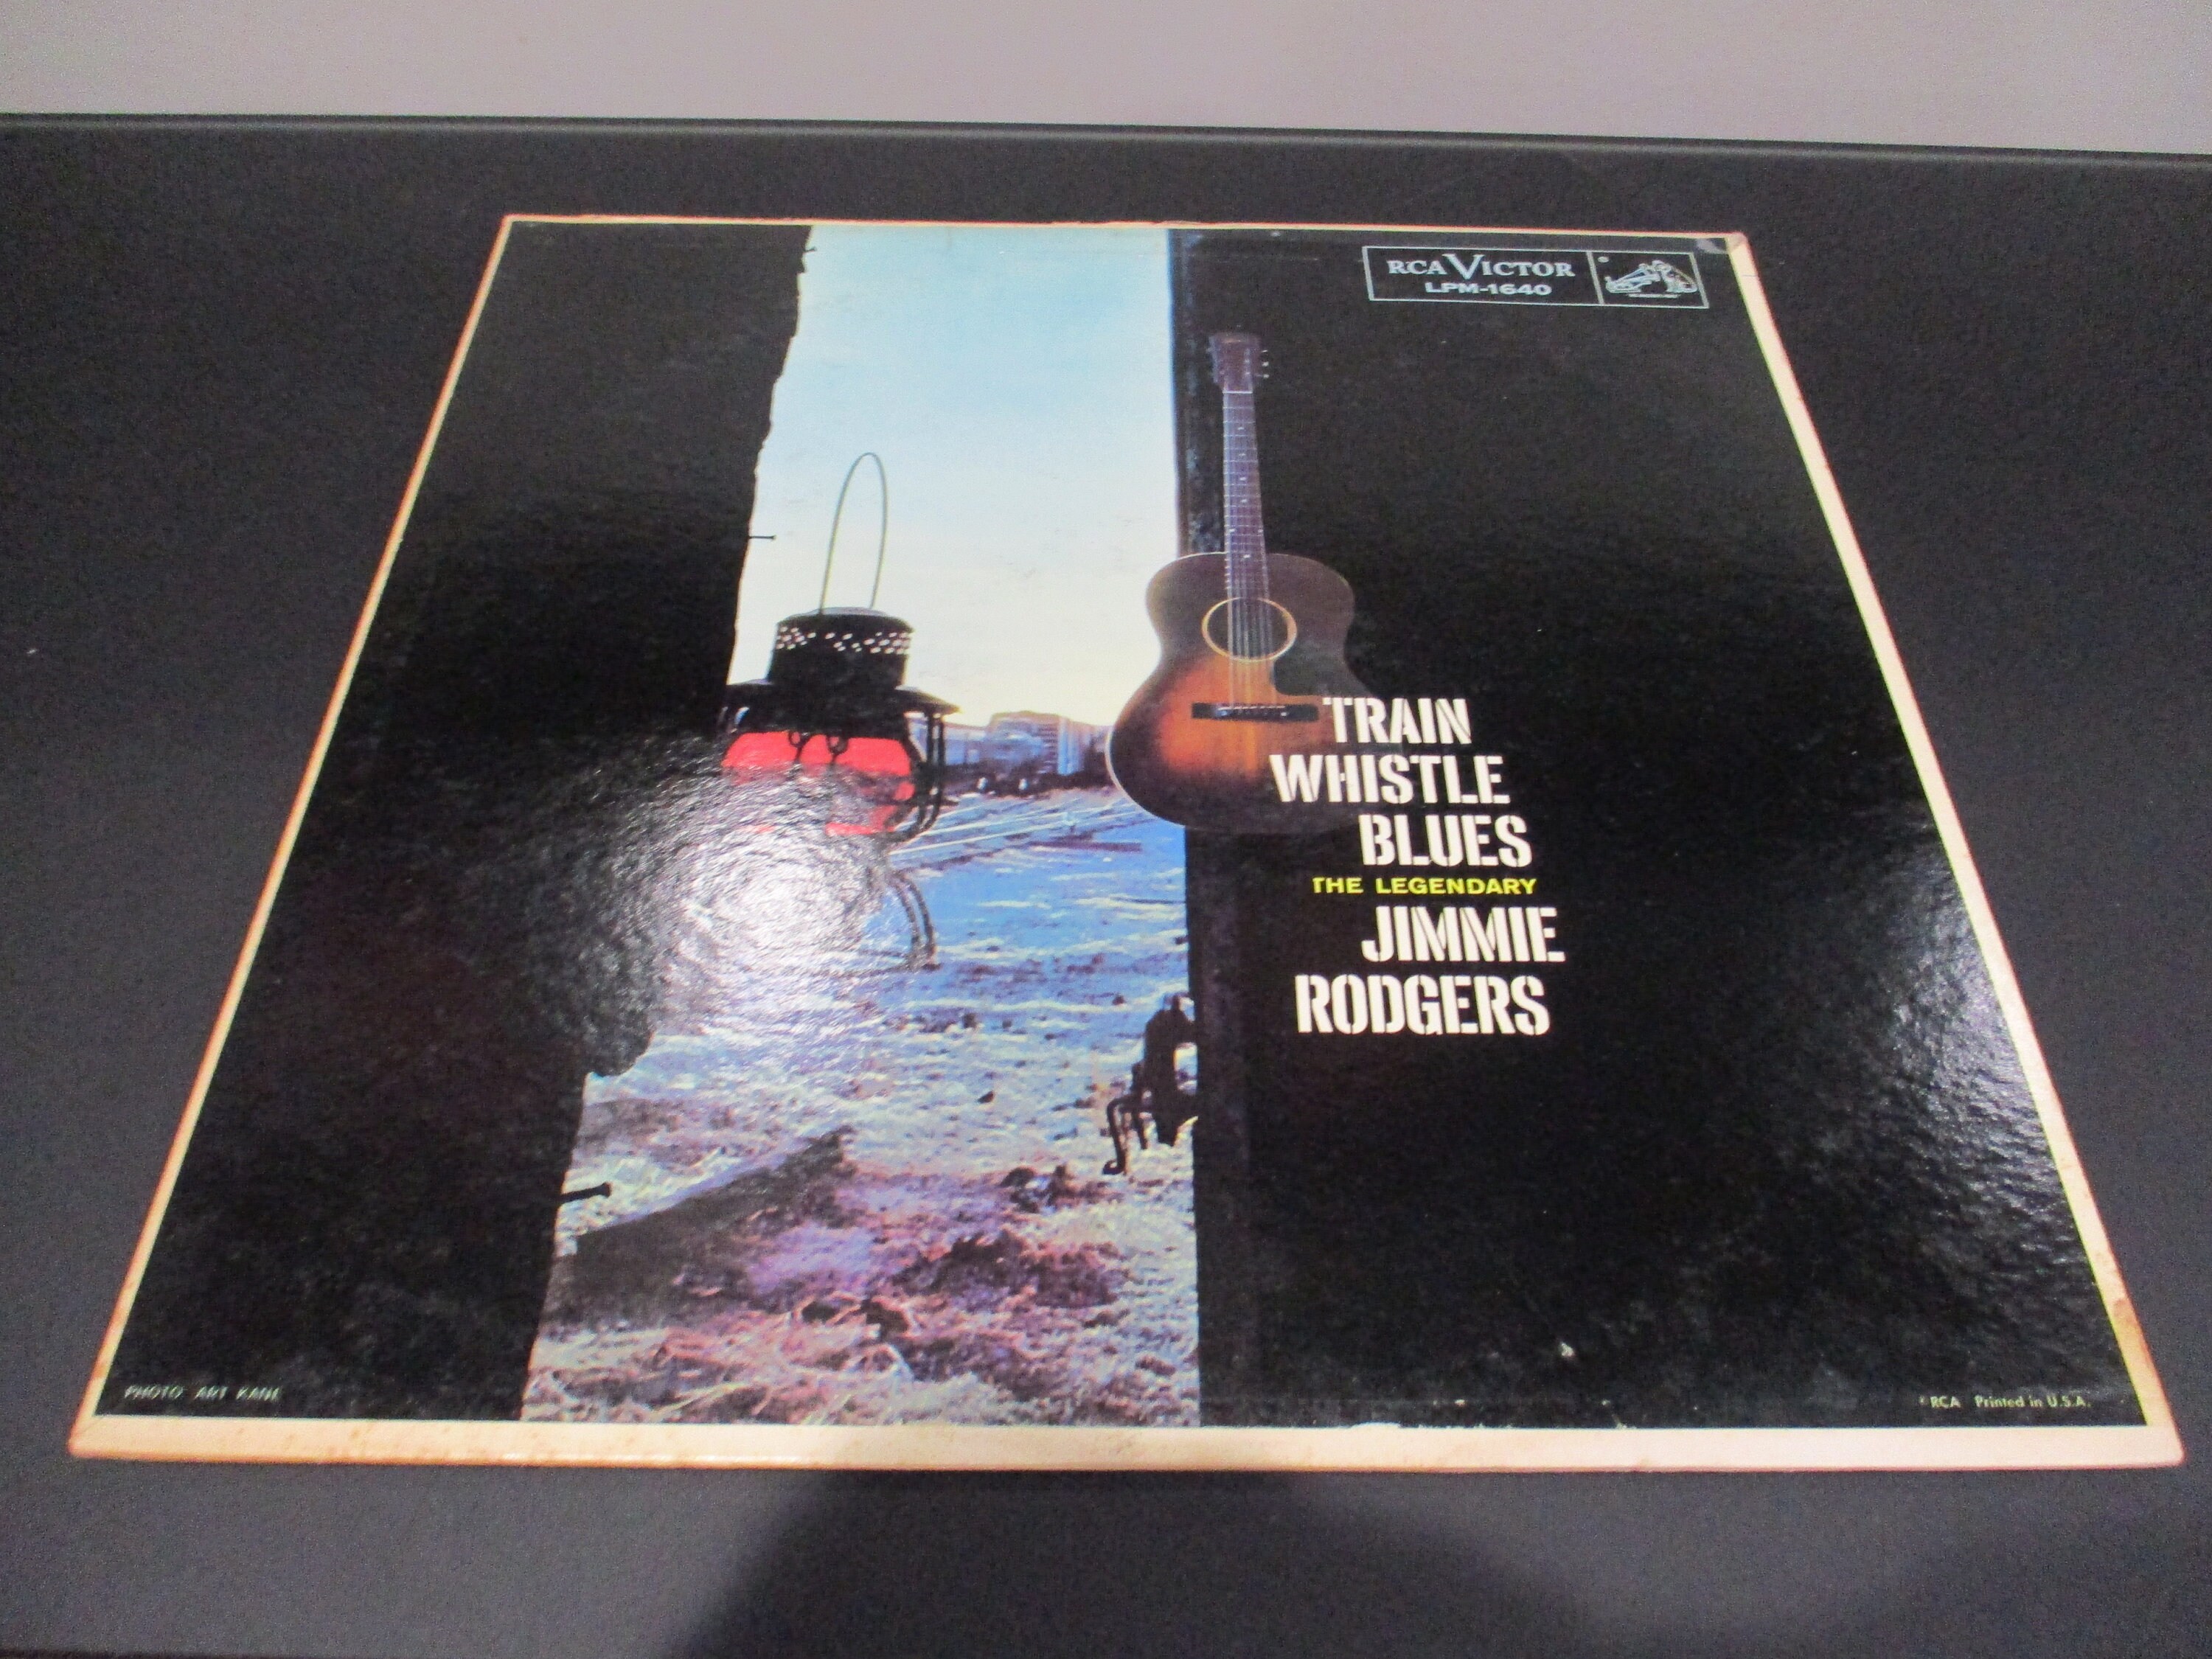 RCA VICTOR
LPM-1640
TRAIN
WHISTLE
BLUES
THE LEGENDARY
JIMMIE
RODGERS
PHOTO: ART KANE
© RCA Printed in U.S.A.